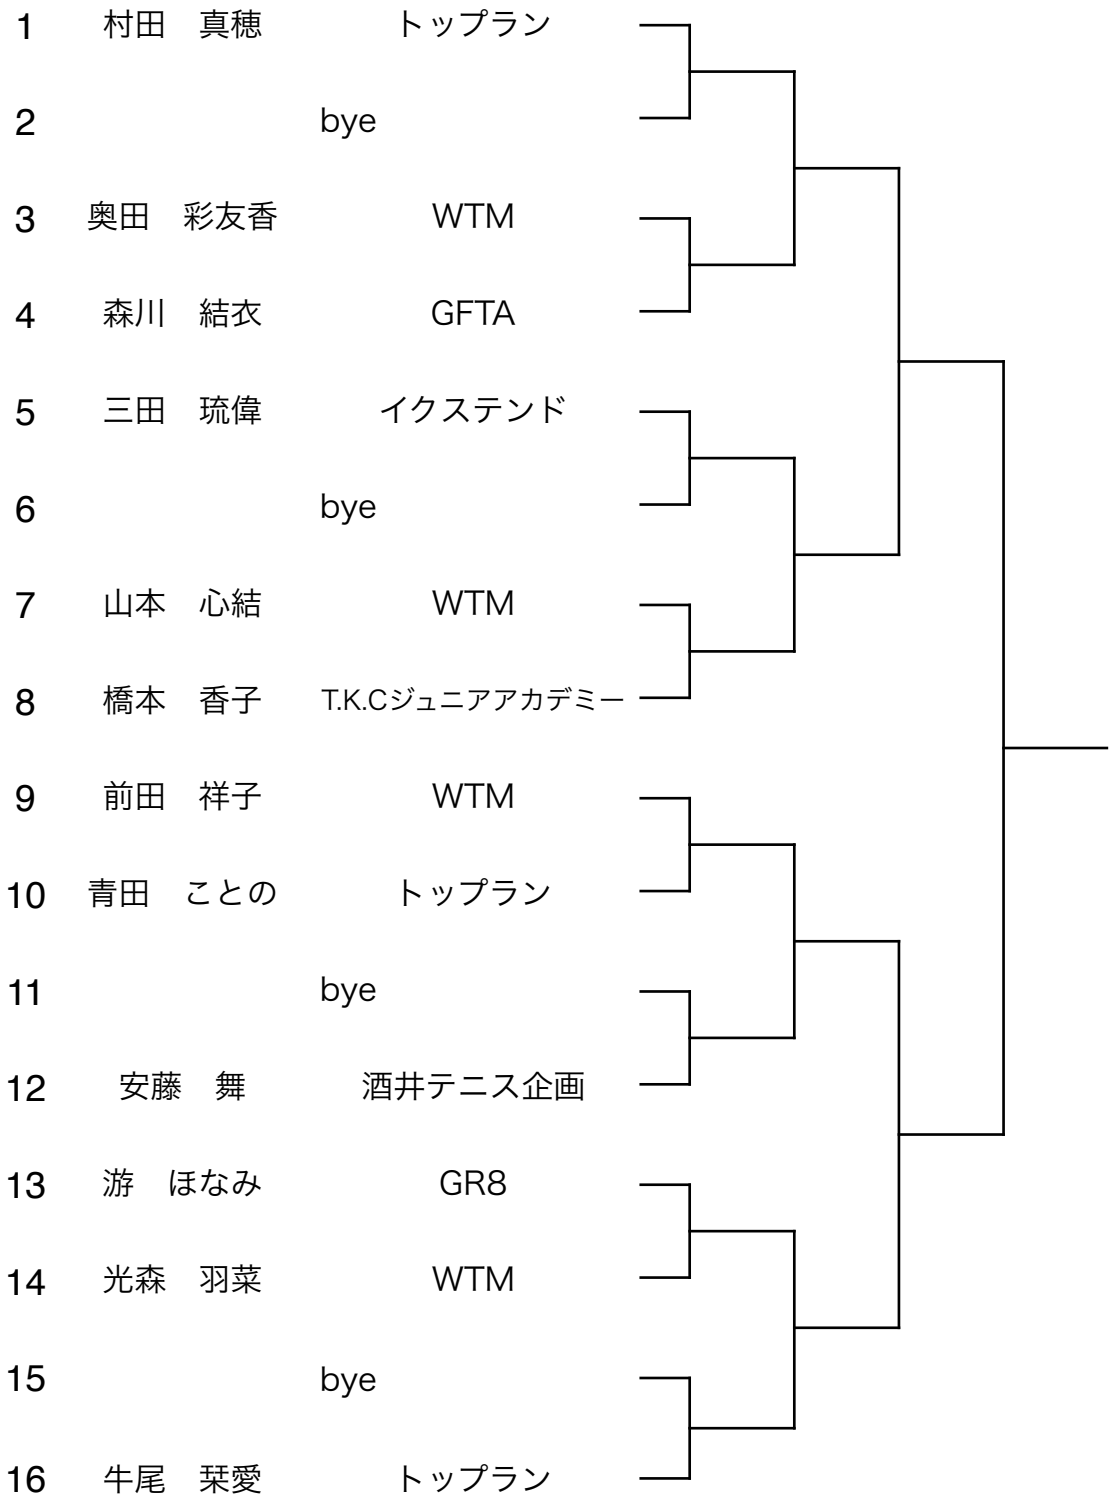 1 村田　真穂 トップラン
2 bye
3 奥田　彩友香 WTM
4 森川　結衣 GFTA
5 三田　琉偉 イクステンド
6 bye
7 山本　心結 WTM
8 橋本　香子 T.K.Cジュニアアカデミー
9 前田　祥子 WTM
10 青田　ことの トップラン
11 bye
12 安藤　舞 酒井テニス企画
13 游　ほなみ GR8
14 光森　羽菜 WTM
15 bye
16 牛尾　栞愛 トップラン